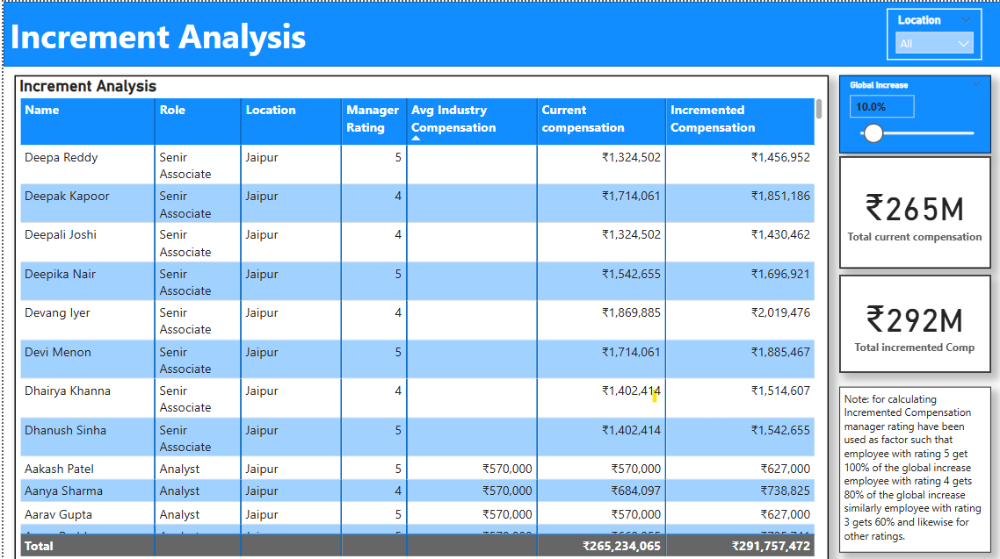 Increment Analysis
Location
All
Increment Analysis
Name Role Location Manager Rating Avg Industry Compensation Current compensation Incremented Compensation
Deepa Reddy Senir Associate Jaipur 5 ₹1,324,502 ₹1,456,952
Deepak Kapoor Senir Associate Jaipur 4 ₹1,714,061 ₹1,851,186
Deepali Joshi Senir Associate Jaipur 4 ₹1,324,502 ₹1,430,462
Deepika Nair Senir Associate Jaipur 5 ₹1,542,655 ₹1,696,921
Devang Iyer Senir Associate Jaipur 4 ₹1,869,885 ₹2,019,476
Devi Menon Senir Associate Jaipur 5 ₹1,714,061 ₹1,885,467
Dhairya Khanna Senir Associate Jaipur 4 ₹1,402,414 ₹1,514,607
Dhanush Sinha Senir Associate Jaipur 5 ₹1,402,414 ₹1,542,655
Aakash Patel Analyst Jaipur 5 ₹570,000 ₹570,000 ₹627,000
Aanya Sharma Analyst Jaipur 4 ₹570,000 ₹684,097 ₹738,825
Aarav Gupta Analyst Jaipur 5 ₹570,000 ₹570,000 ₹627,000
Total ₹265,234,065 ₹291,757,472
Global Increase
10.0%
₹265M
Total current compensation
₹292M
Total incremented Comp
Note: for calculating
Incremented Compensation
manager rating have been
used as factor such that
employee with rating 5 get
100% of the global increase
employee with rating 4 gets
80% of the global increase
similarly employee with rating
3 gets 60% and likewise for
other ratings.